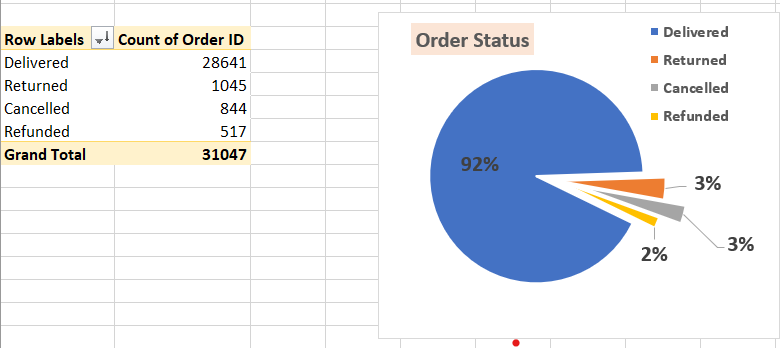 Row Labels Count of Order ID
Delivered 28641
Returned 1045
Cancelled 844
Refunded 517
Grand Total 31047
Order Status
Delivered
Returned
Cancelled
Refunded
92%
3%
3%
2%